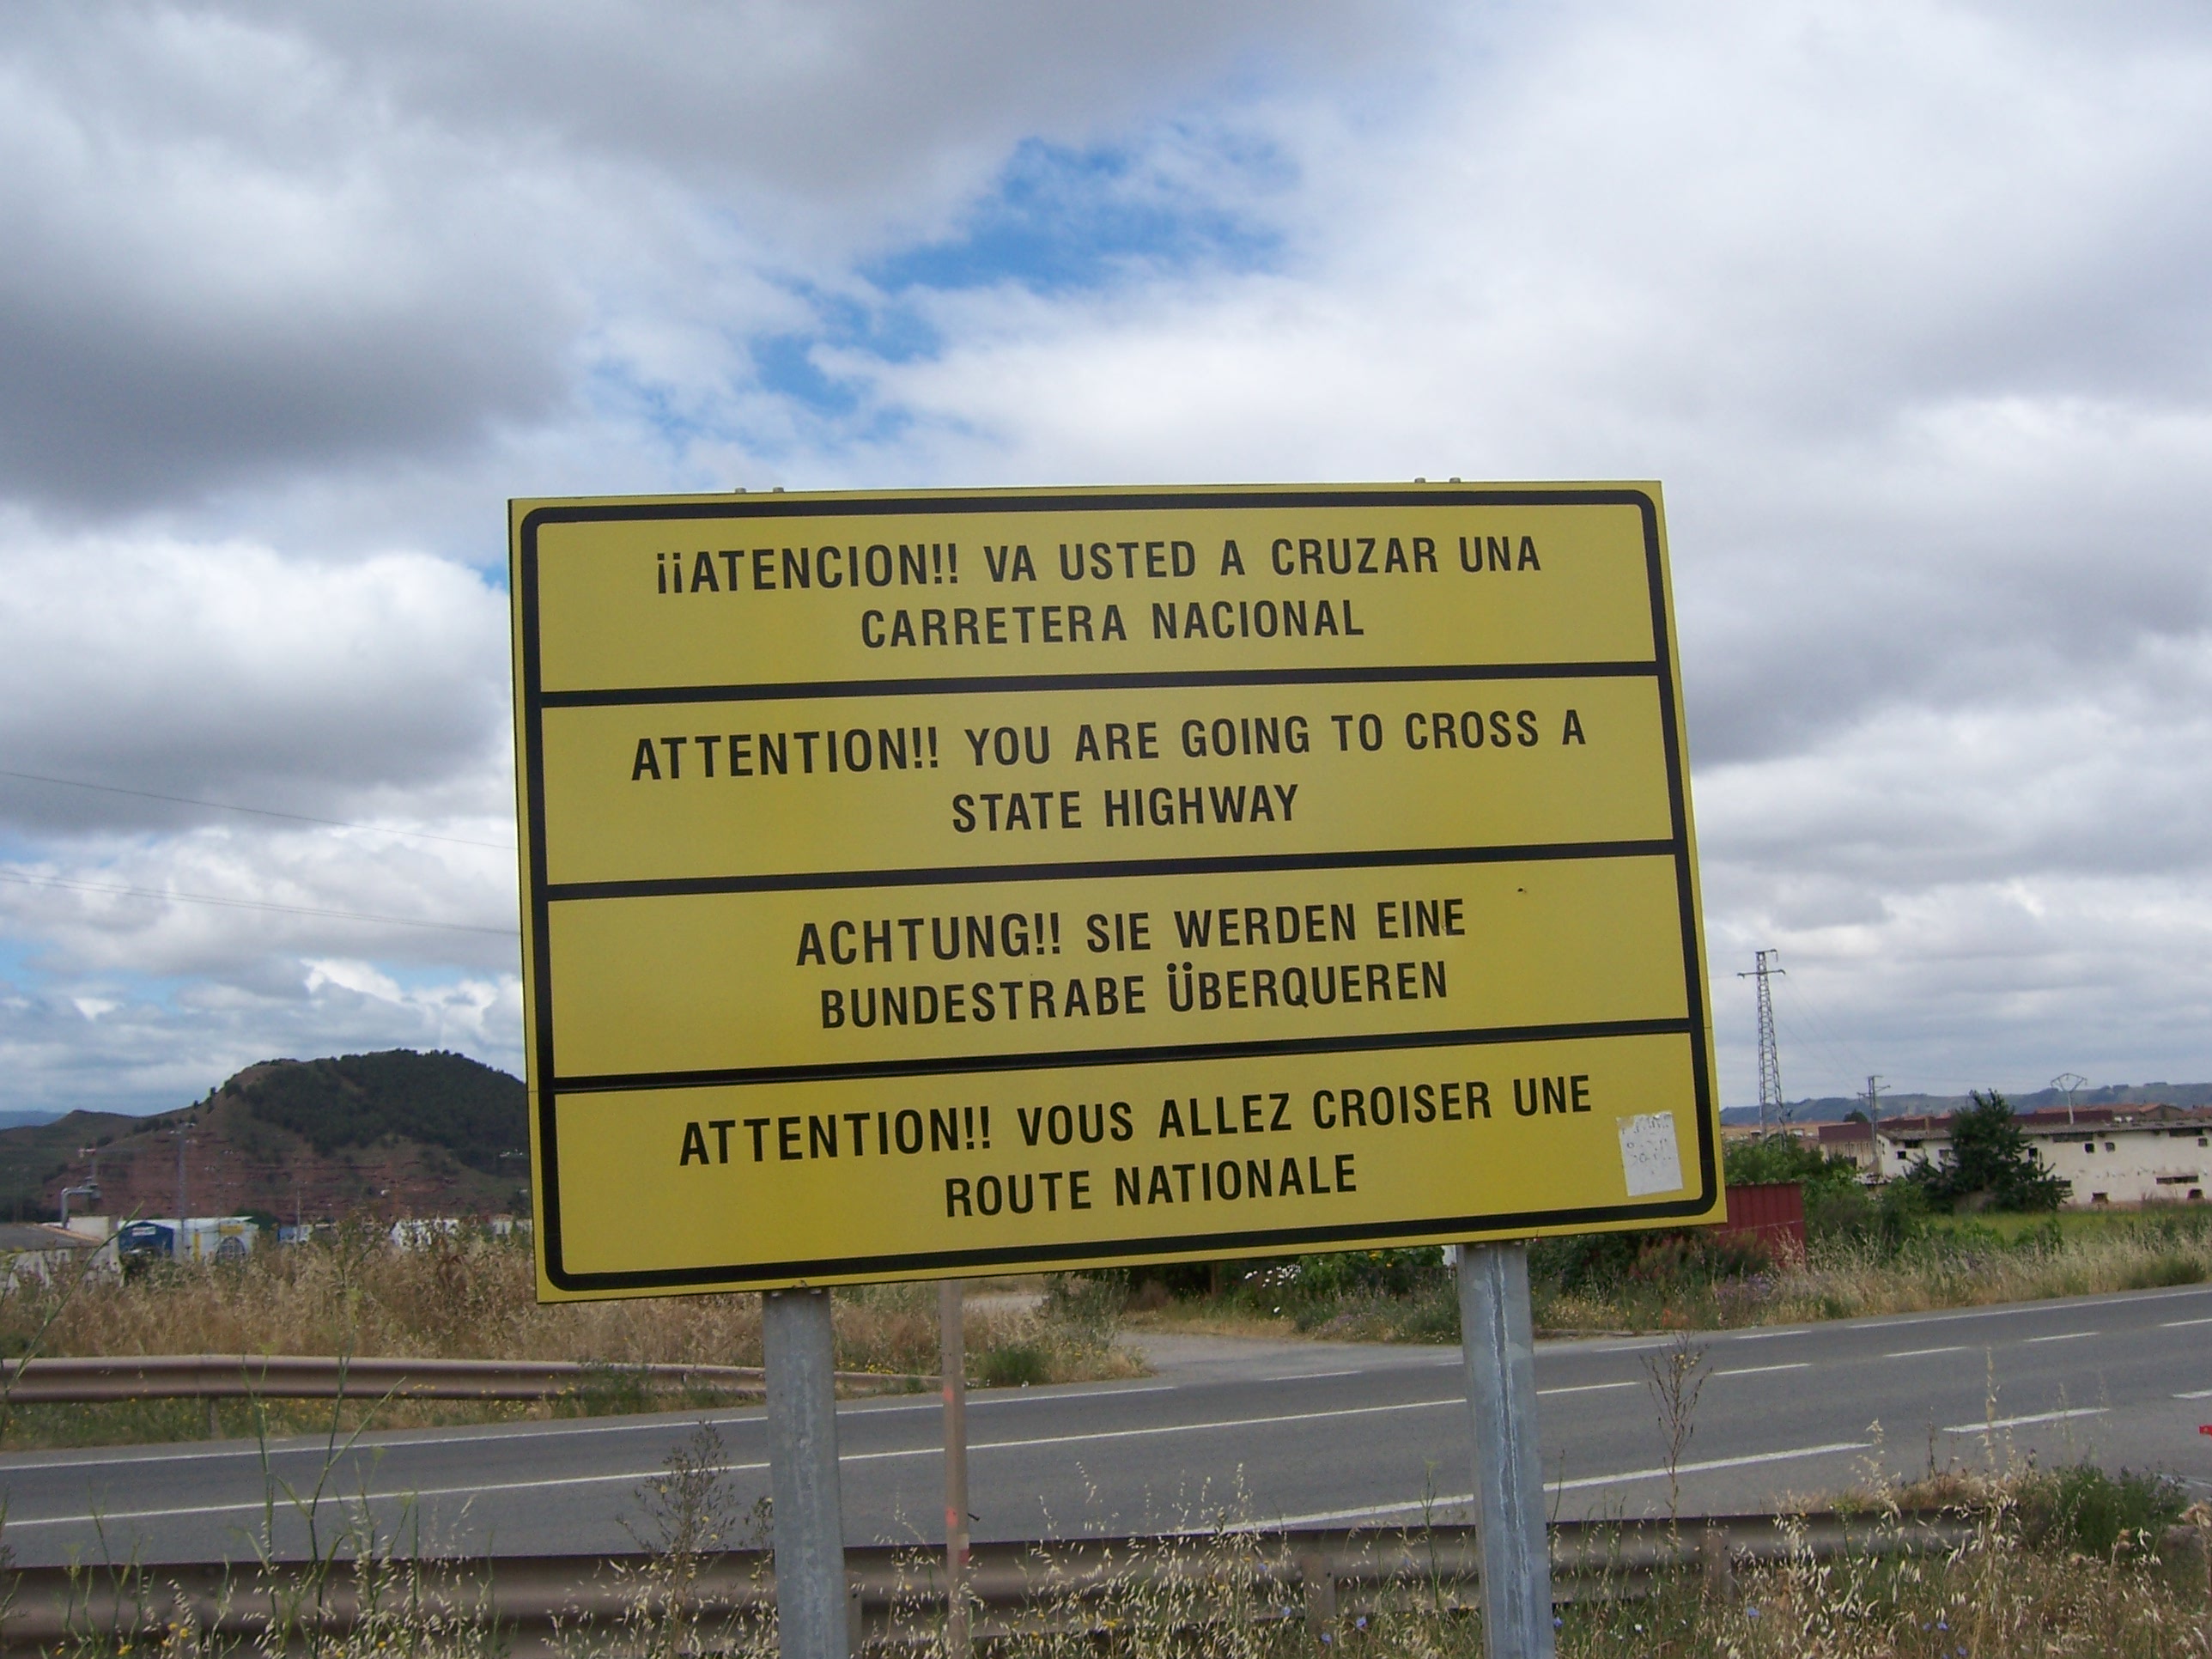 ¡¡ATENCION!! VA USTED A CRUZAR UNA
CARRETERA NACIONAL
ATTENTION!! YOU ARE GOING TO CROSS A
STATE HIGHWAY
ACHTUNG!! SIE WERDEN EINE
BUNDESTRABE ÜBERQUEREN
ATTENTION!! VOUS ALLEZ CROISER UNE
ROUTE NATIONALE